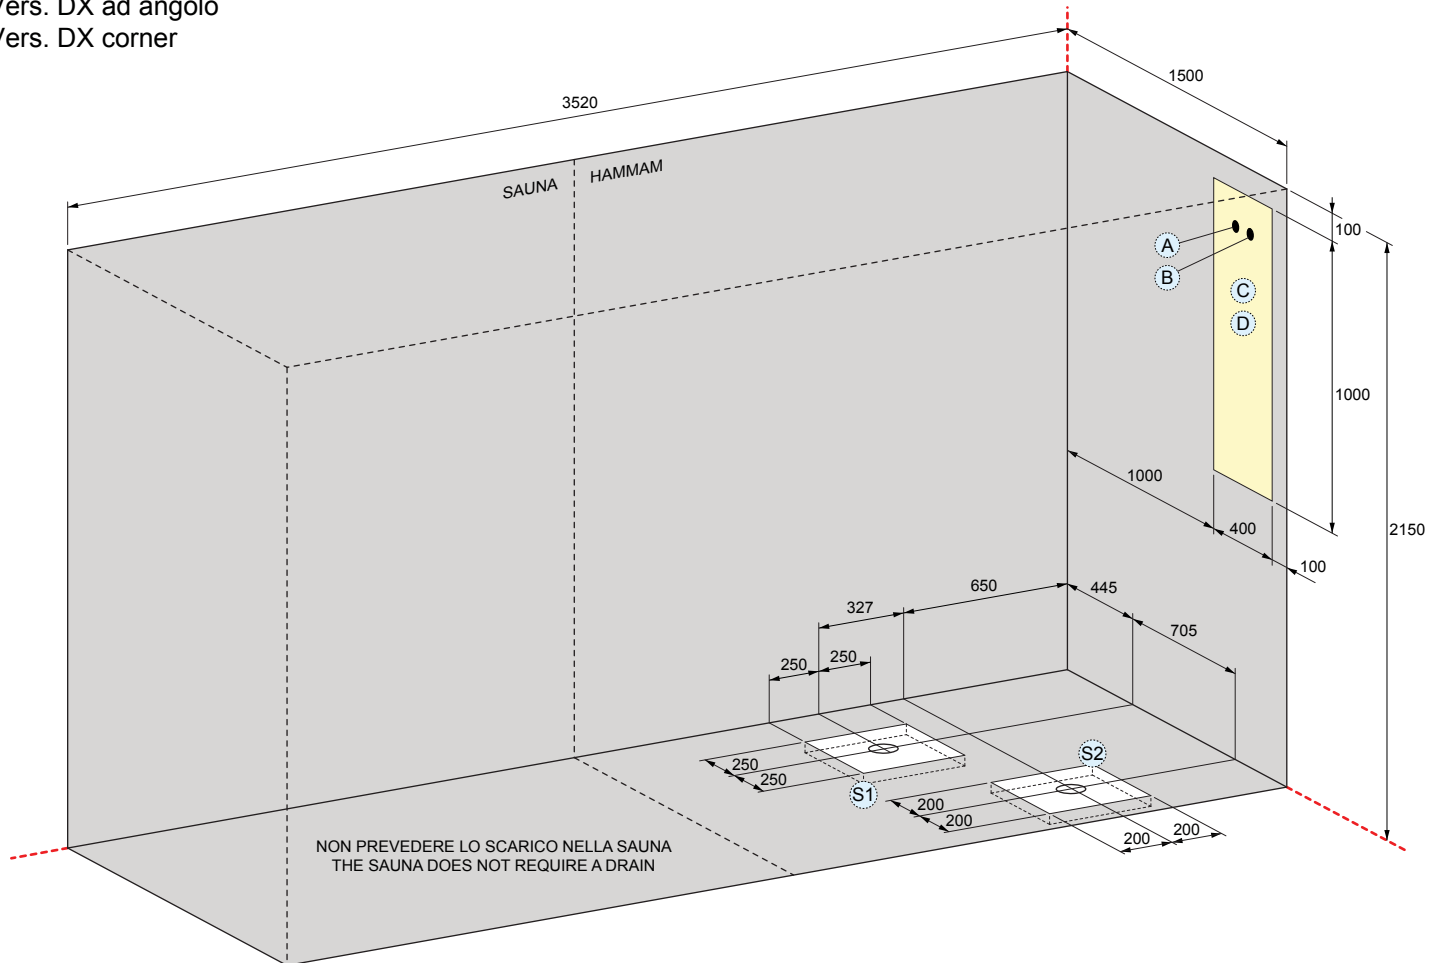 Vers. DX ad angolo
Vers. DX corner
3520
1500
SAUNA
HAMMAM
100
A
B
C
D
1000
2150
1000
400
100
650
445
327
705
250
250
250
250
S1
S2
200
200
200
200
NON PREVEDERE LO SCARICO NELLA SAUNA
THE SAUNA DOES NOT REQUIRE A DRAIN